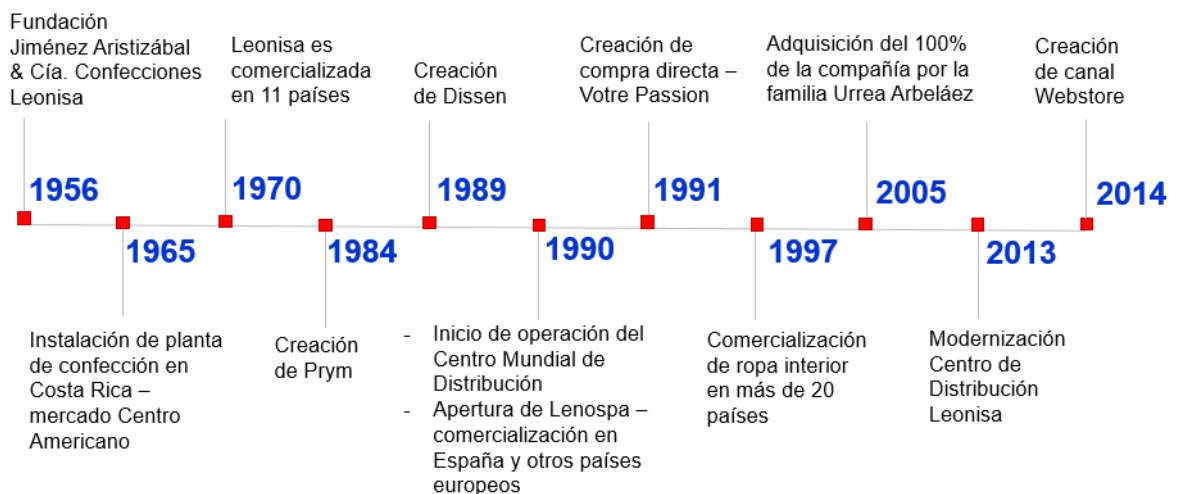 Fundación
Jiménez Aristizábal
& Cía. Confecciones
Leonisa
1956
Instalación de planta
de confección en
Costa Rica –
mercado Centro
Americano
1965
Leonisa es
comercializada
en 11 países
1970
Creación
de Prym
1984
Creación
de Dissen
1989
- Inicio de operación del
Centro Mundial de
Distribución
- Apertura de Lenospa –
comercialización en
España y otros países
europeos
1990
Creación de
compra directa –
Votre Passion
1991
Comercialización
de ropa interior
en más de 20
países
1997
Adquisición del 100%
de la compañía por la
familia Urrea Arbeláez
2005
Modernización
Centro de
Distribución
Leonisa
2013
Creación
de canal
Webstore
2014